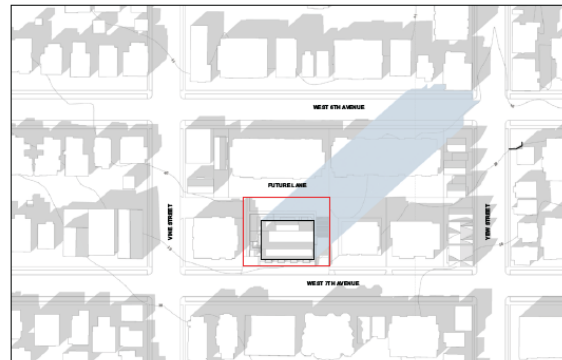 WEST 6TH AVENUE
FUTURE LANE
VINE STREET
YEW STREET
WEST 7TH AVENUE